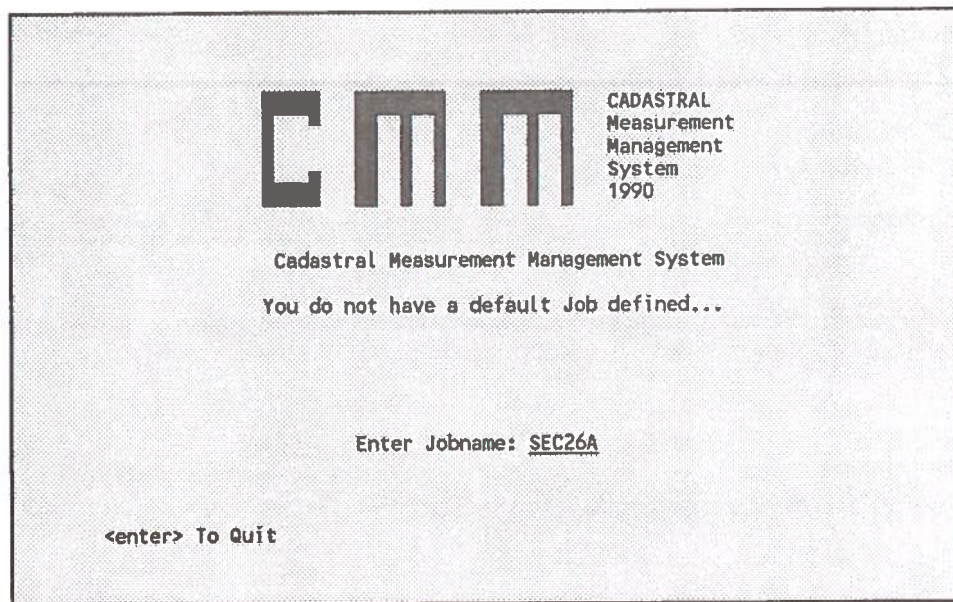 cmm
CADASTRAL
Measurement
Management
System
1990
Cadastral Measurement Management System
You do not have a default Job defined...
Enter Jobname: SEC26A
<enter> To Quit